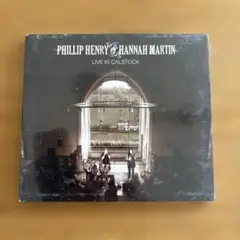 PHILLIP HENRY & HANNAH MARTIN
LIVE IN CALSTOCK